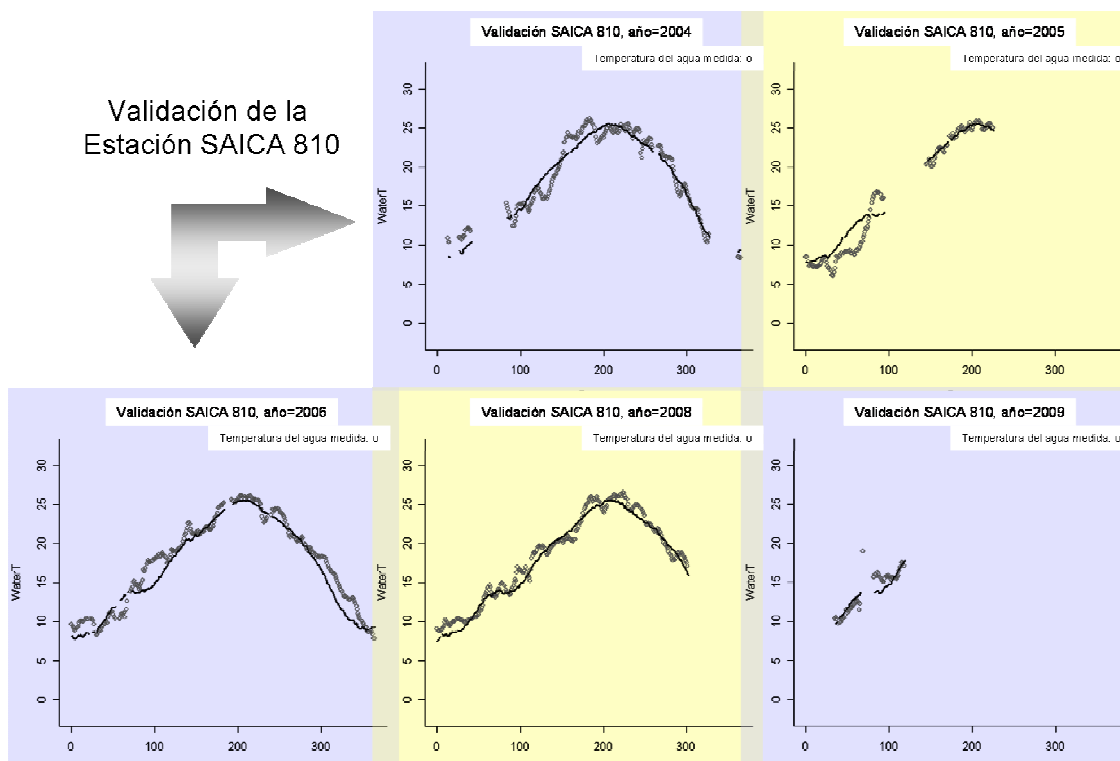 Validación de la
Estación SAICA 810
Validación SAICA 810, año=2004
Temperatura del agua medida: o
WaterT
30
25
20
15
10
5
0
0 100 200 300
Validación SAICA 810, año=2005
Temperatura del agua medida: o
WaterT
30
25
20
15
10
5
0
0 100 200 300
Validación SAICA 810, año=2006
Temperatura del agua medida: o
WaterT
30
25
20
15
10
5
0
0 100 200 300
Validación SAICA 810, año=2008
Temperatura del agua medida: o
WaterT
30
25
20
15
10
5
0
0 100 200 300
Validación SAICA 810, año=2009
Temperatura del agua medida: o
WaterT
30
25
20
15
10
5
0
0 100 200 300